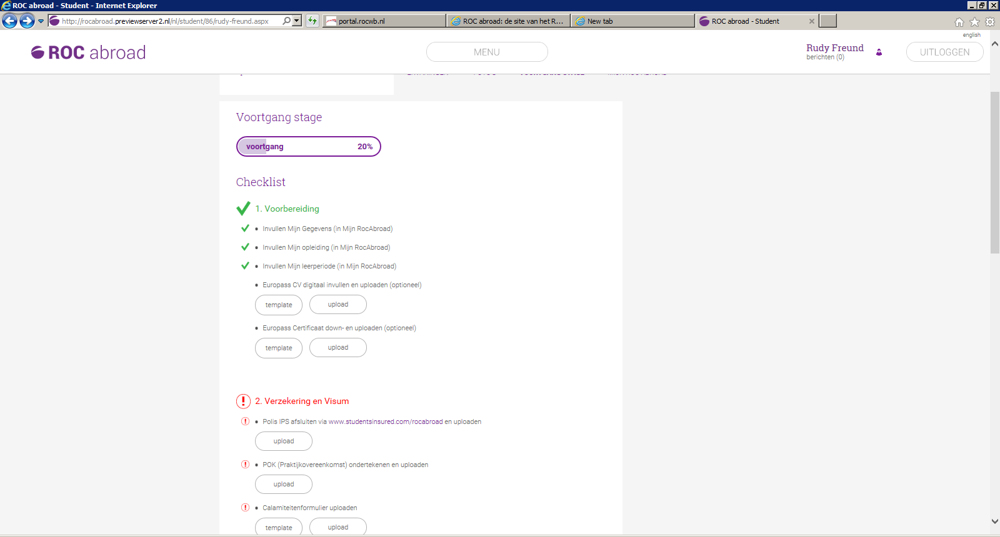 ROC abroad - Student - Internet Explorer
http://rocabroad.previewserver2.nl/nl/student/86/rudy-freund.aspx
portal.rocwb.nl
ROC abroad: de site van het R...
New tab
ROC abroad - Student
english
ROC abroad
MENU
Rudy Freund
berichten (0)
UITLOGGEN
Voortgang stage
voortgang 20%
Checklist
1. Voorbereiding
• Invullen Mijn Gegevens (in Mijn RocAbroad)
• Invullen Mijn opleiding (in Mijn RocAbroad)
• Invullen Mijn leerperiode (in Mijn RocAbroad)
• Europass CV digitaal invullen en uploaden (optioneel)
template upload
• Europass Certificaat down- en uploaden (optioneel)
template upload
2. Verzekering en Visum
• Polis IPS afsluiten via www.studentsinsured.com/rocabroad en uploaden
upload
• POK (Praktijkovereenkomst) ondertekenen en uploaden
upload
• Calamiteitenformulier uploaden
template upload